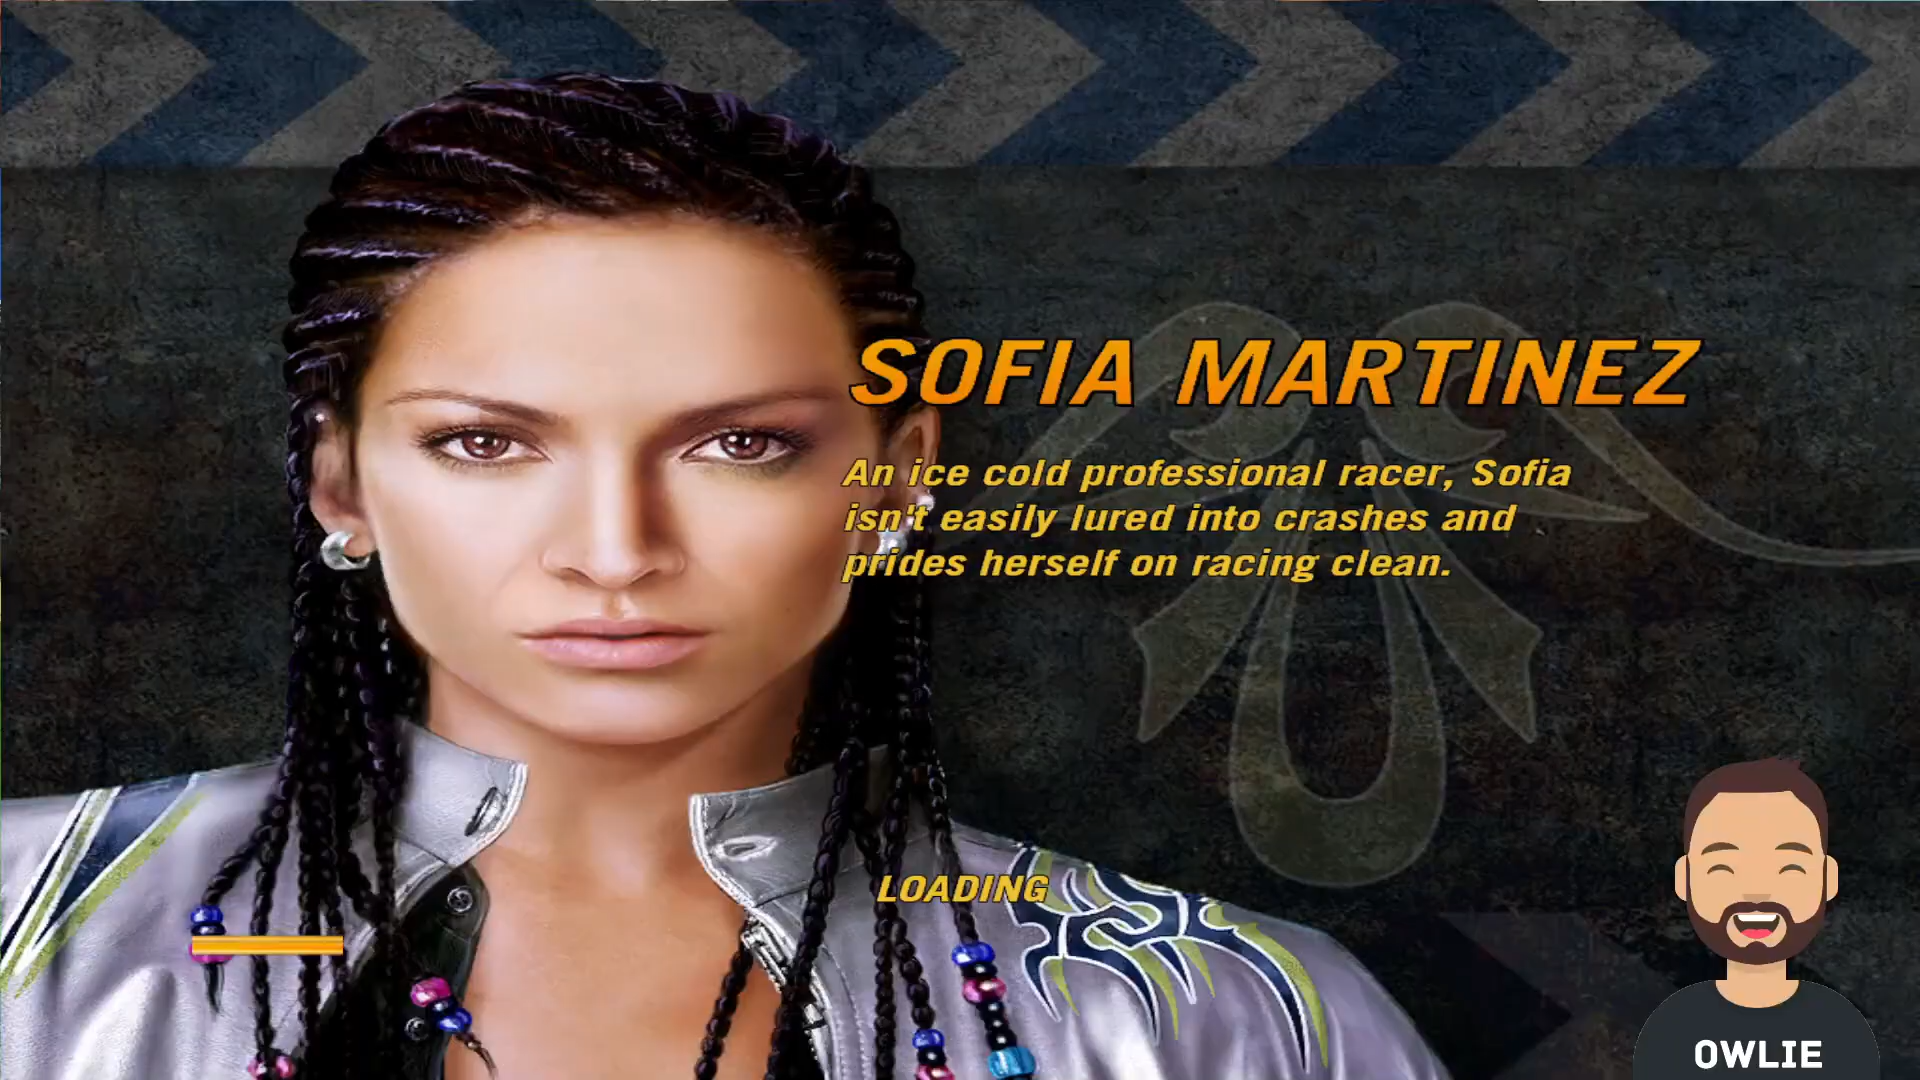 SOFIA MARTINEZ
An ice cold professional racer, Sofia
isn't easily lured into crashes and
prides herself on racing clean.
LOADING
OWLIE